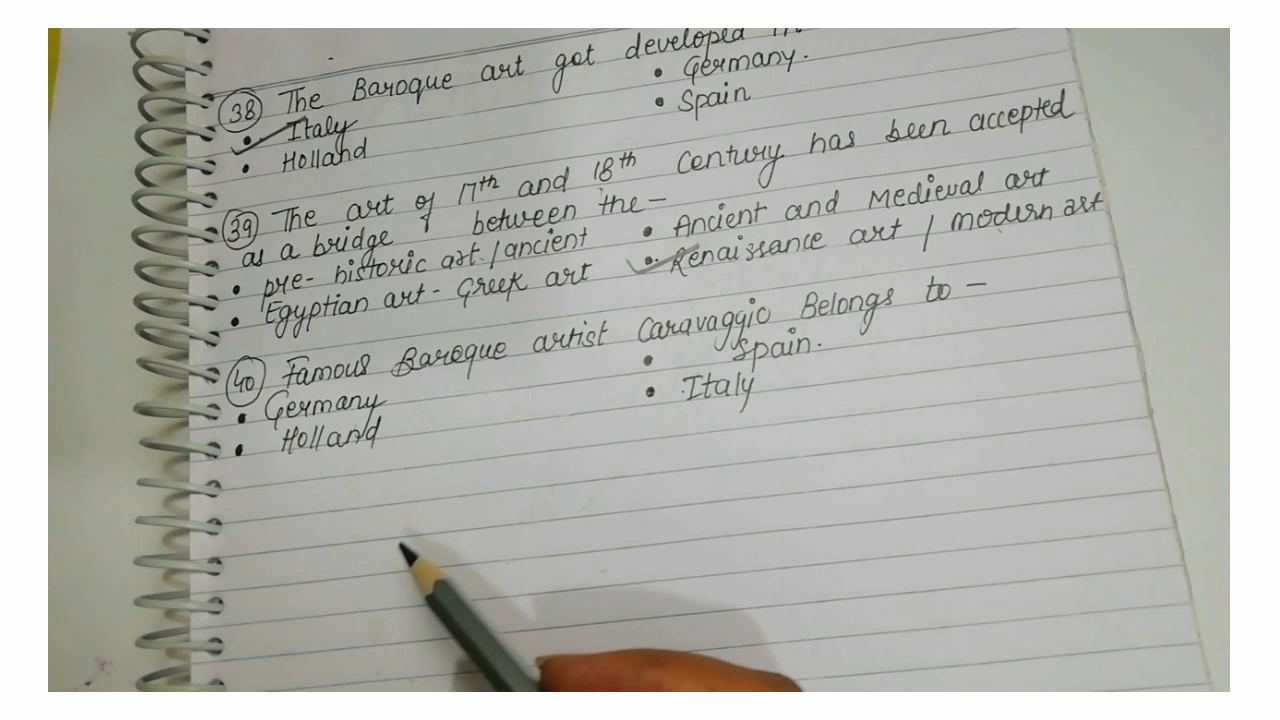 38 The Baroque art got developed in
• Italy • Germany.
• Holland • Spain
39 The art of 17th and 18th Century has been accepted
as a bridge between the -
• pre-historic art/ancient • Ancient and Medieval art
• Egyptian art - Greek art • Renaissance art / modern art
40 Famous Baroque artist Caravaggio Belongs to -
• Germany • Spain.
• Holland • Italy